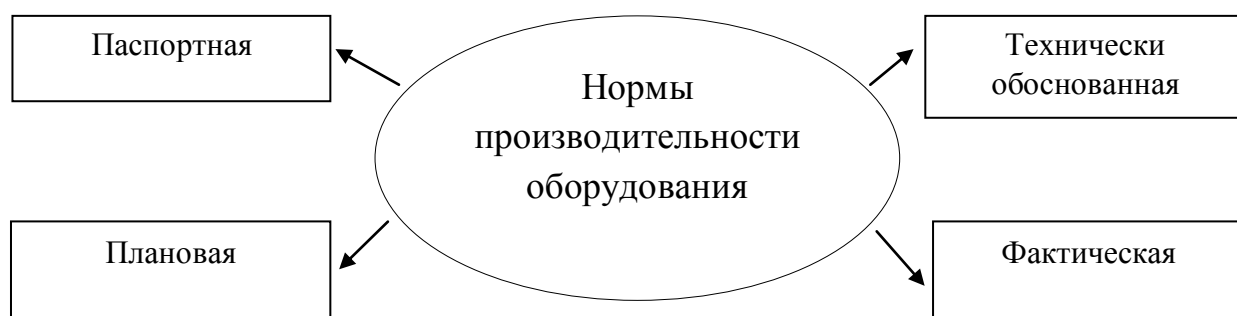 Паспортная
Технически
обоснованная
Нормы
производительности
оборудования
Плановая
Фактическая